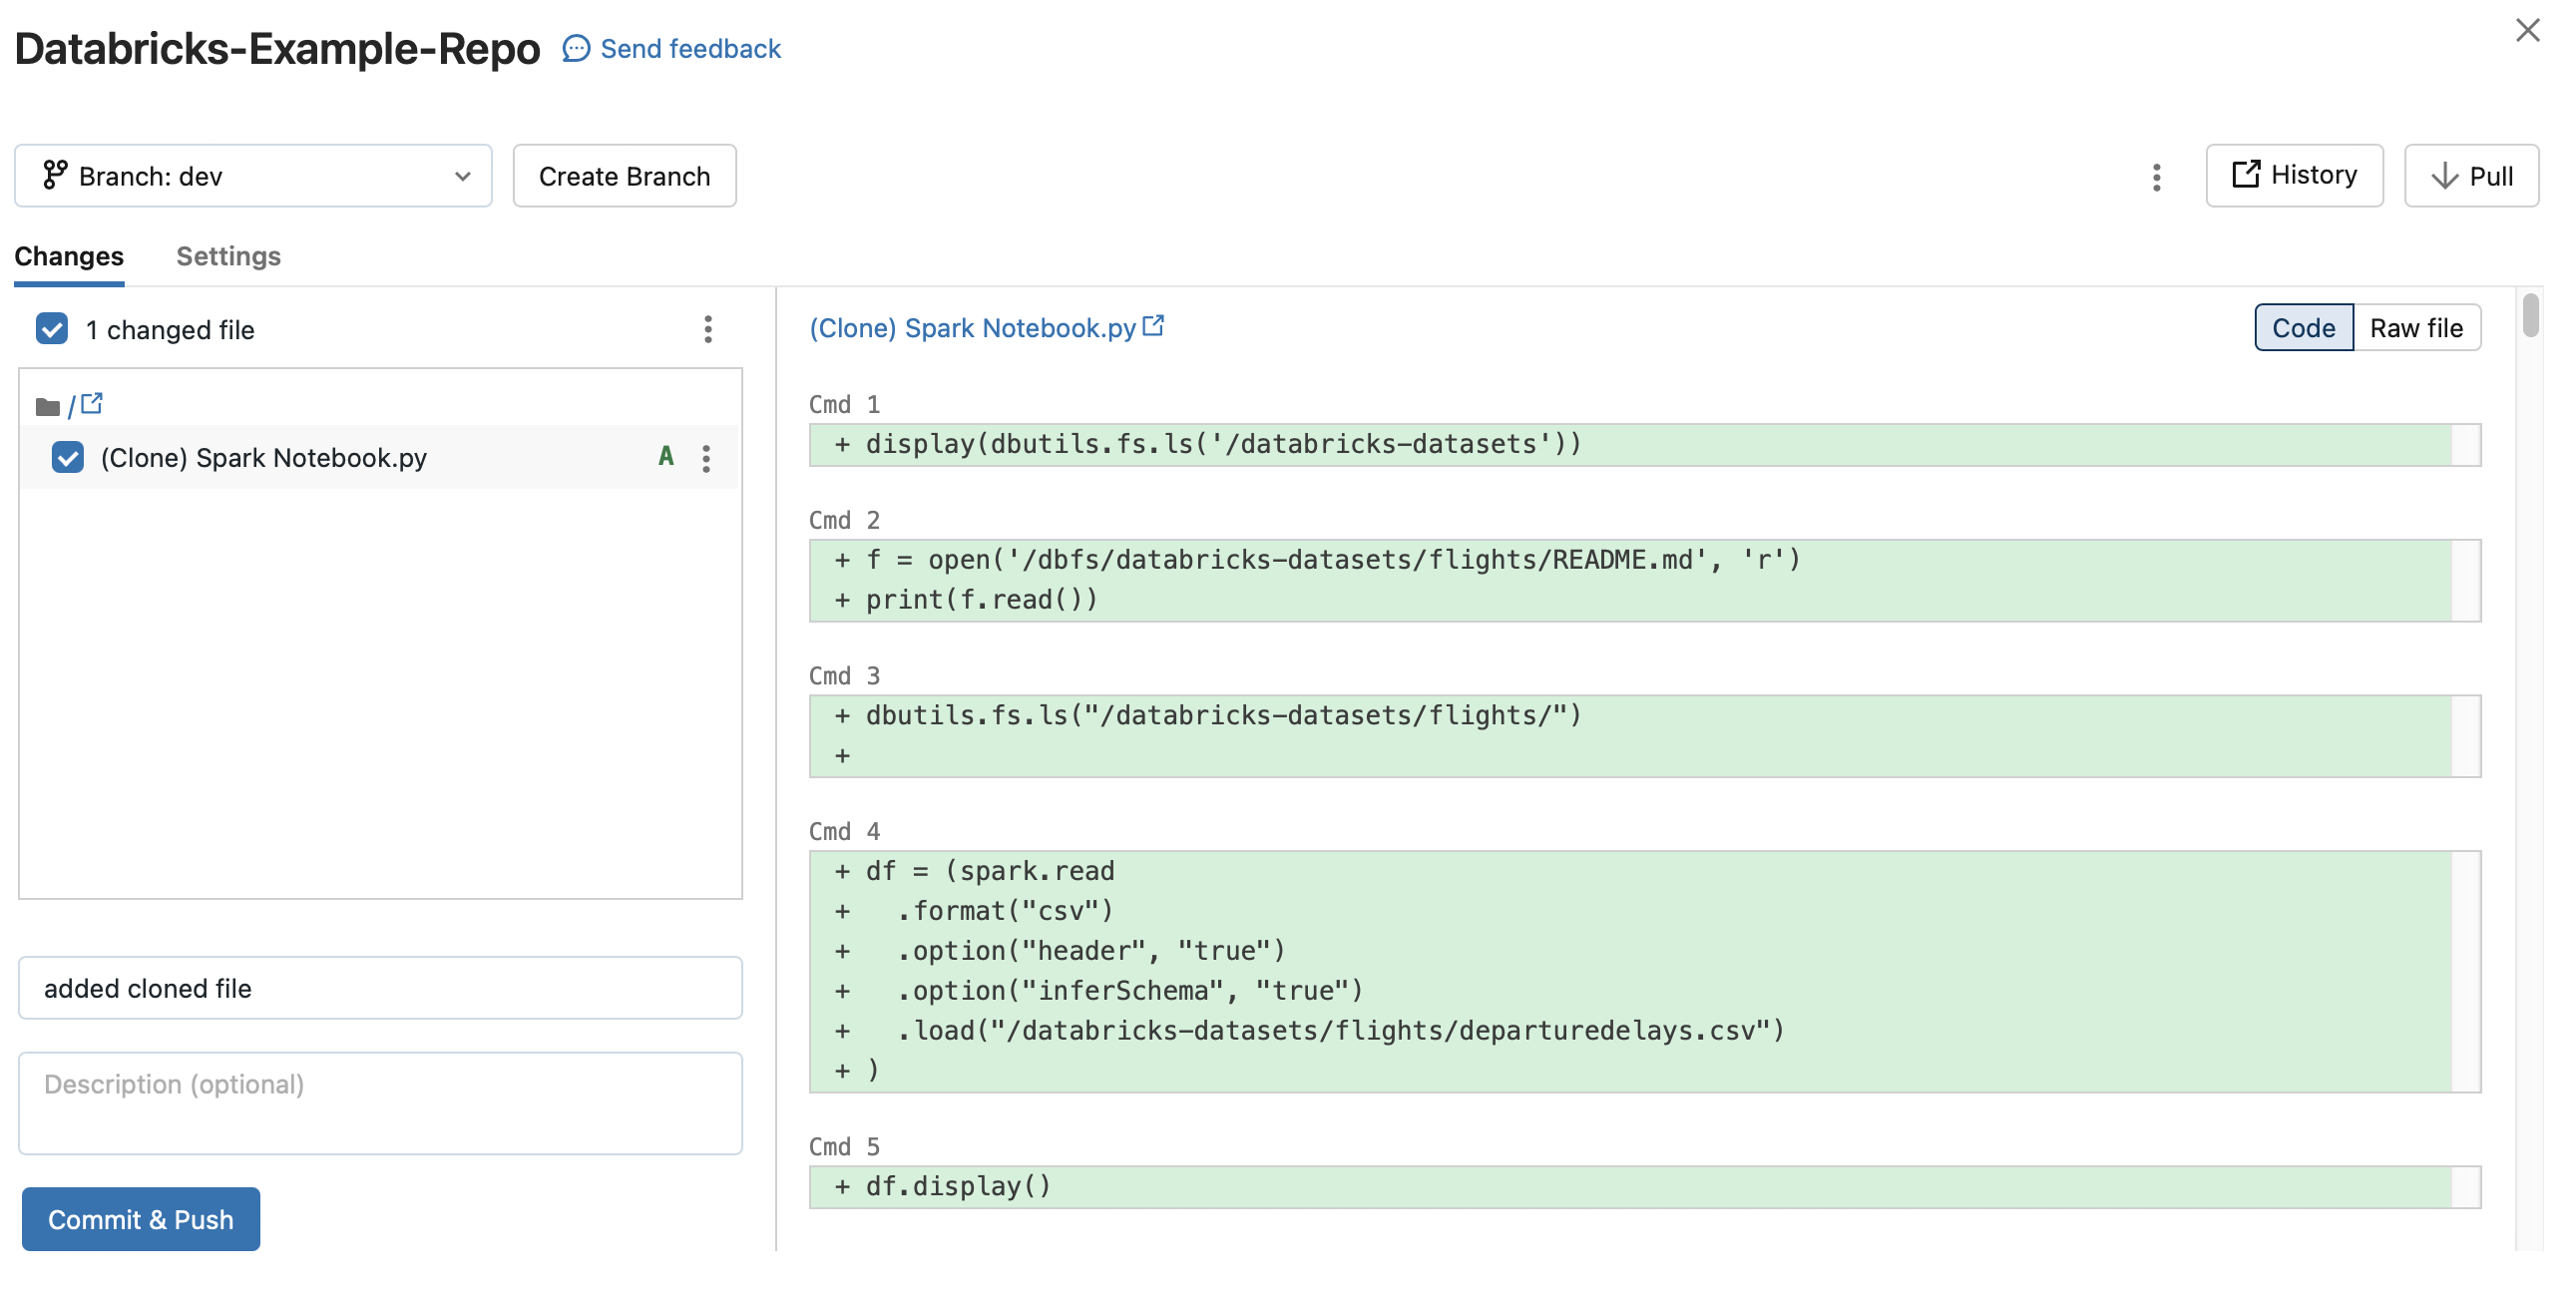 Databricks-Example-Repo Send feedback
Branch: dev Create Branch History Pull
Changes Settings
1 changed file
/
(Clone) Spark Notebook.py A
added cloned file
Description (optional)
Commit & Push
(Clone) Spark Notebook.py Code Raw file
Cmd 1
+ display(dbutils.fs.ls('/databricks-datasets'))
Cmd 2
+ f = open('/dbfs/databricks-datasets/flights/README.md', 'r')
+ print(f.read())
Cmd 3
+ dbutils.fs.ls("/databricks-datasets/flights/")
+
Cmd 4
+ df = (spark.read
+   .format("csv")
+   .option("header", "true")
+   .option("inferSchema", "true")
+   .load("/databricks-datasets/flights/departuredelays.csv")
+ )
Cmd 5
+ df.display()